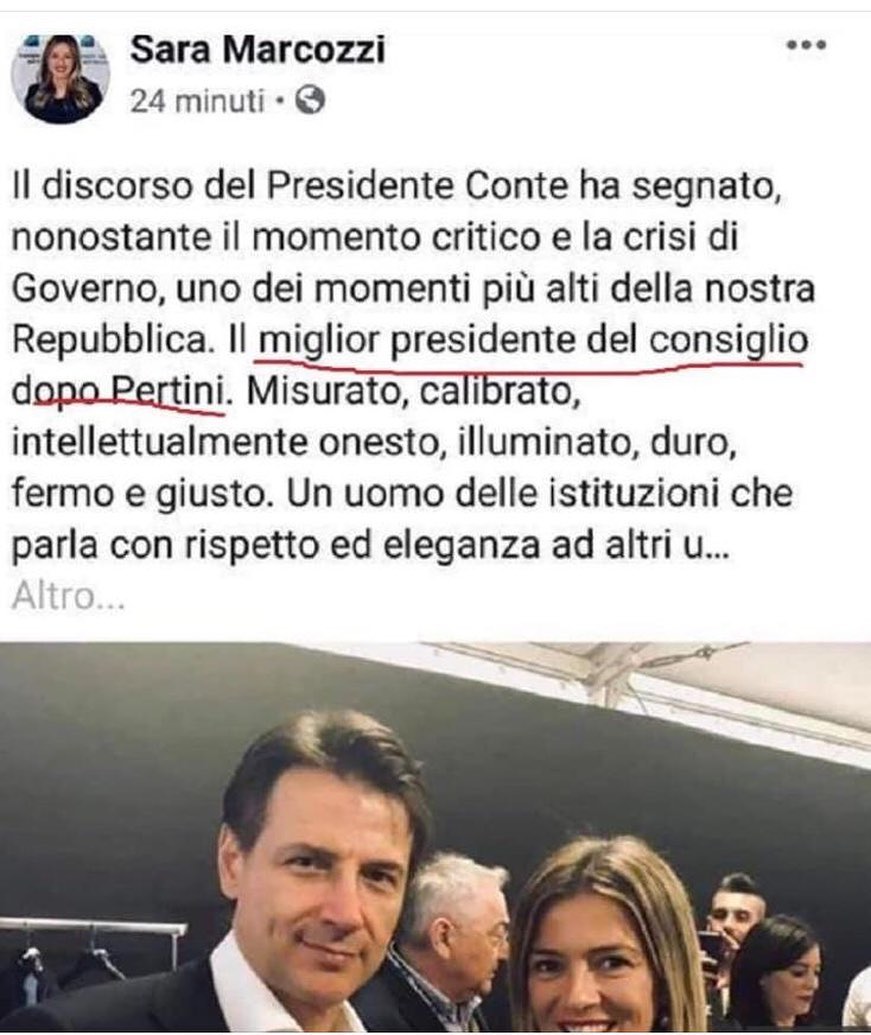 Sara Marcozzi
24 minuti ·
Il discorso del Presidente Conte ha segnato,
nonostante il momento critico e la crisi di
Governo, uno dei momenti più alti della nostra
Repubblica. Il miglior presidente del consiglio
dopo Pertini. Misurato, calibrato,
intellettualmente onesto, illuminato, duro,
fermo e giusto. Un uomo delle istituzioni che
parla con rispetto ed eleganza ad altri u...
Altro...